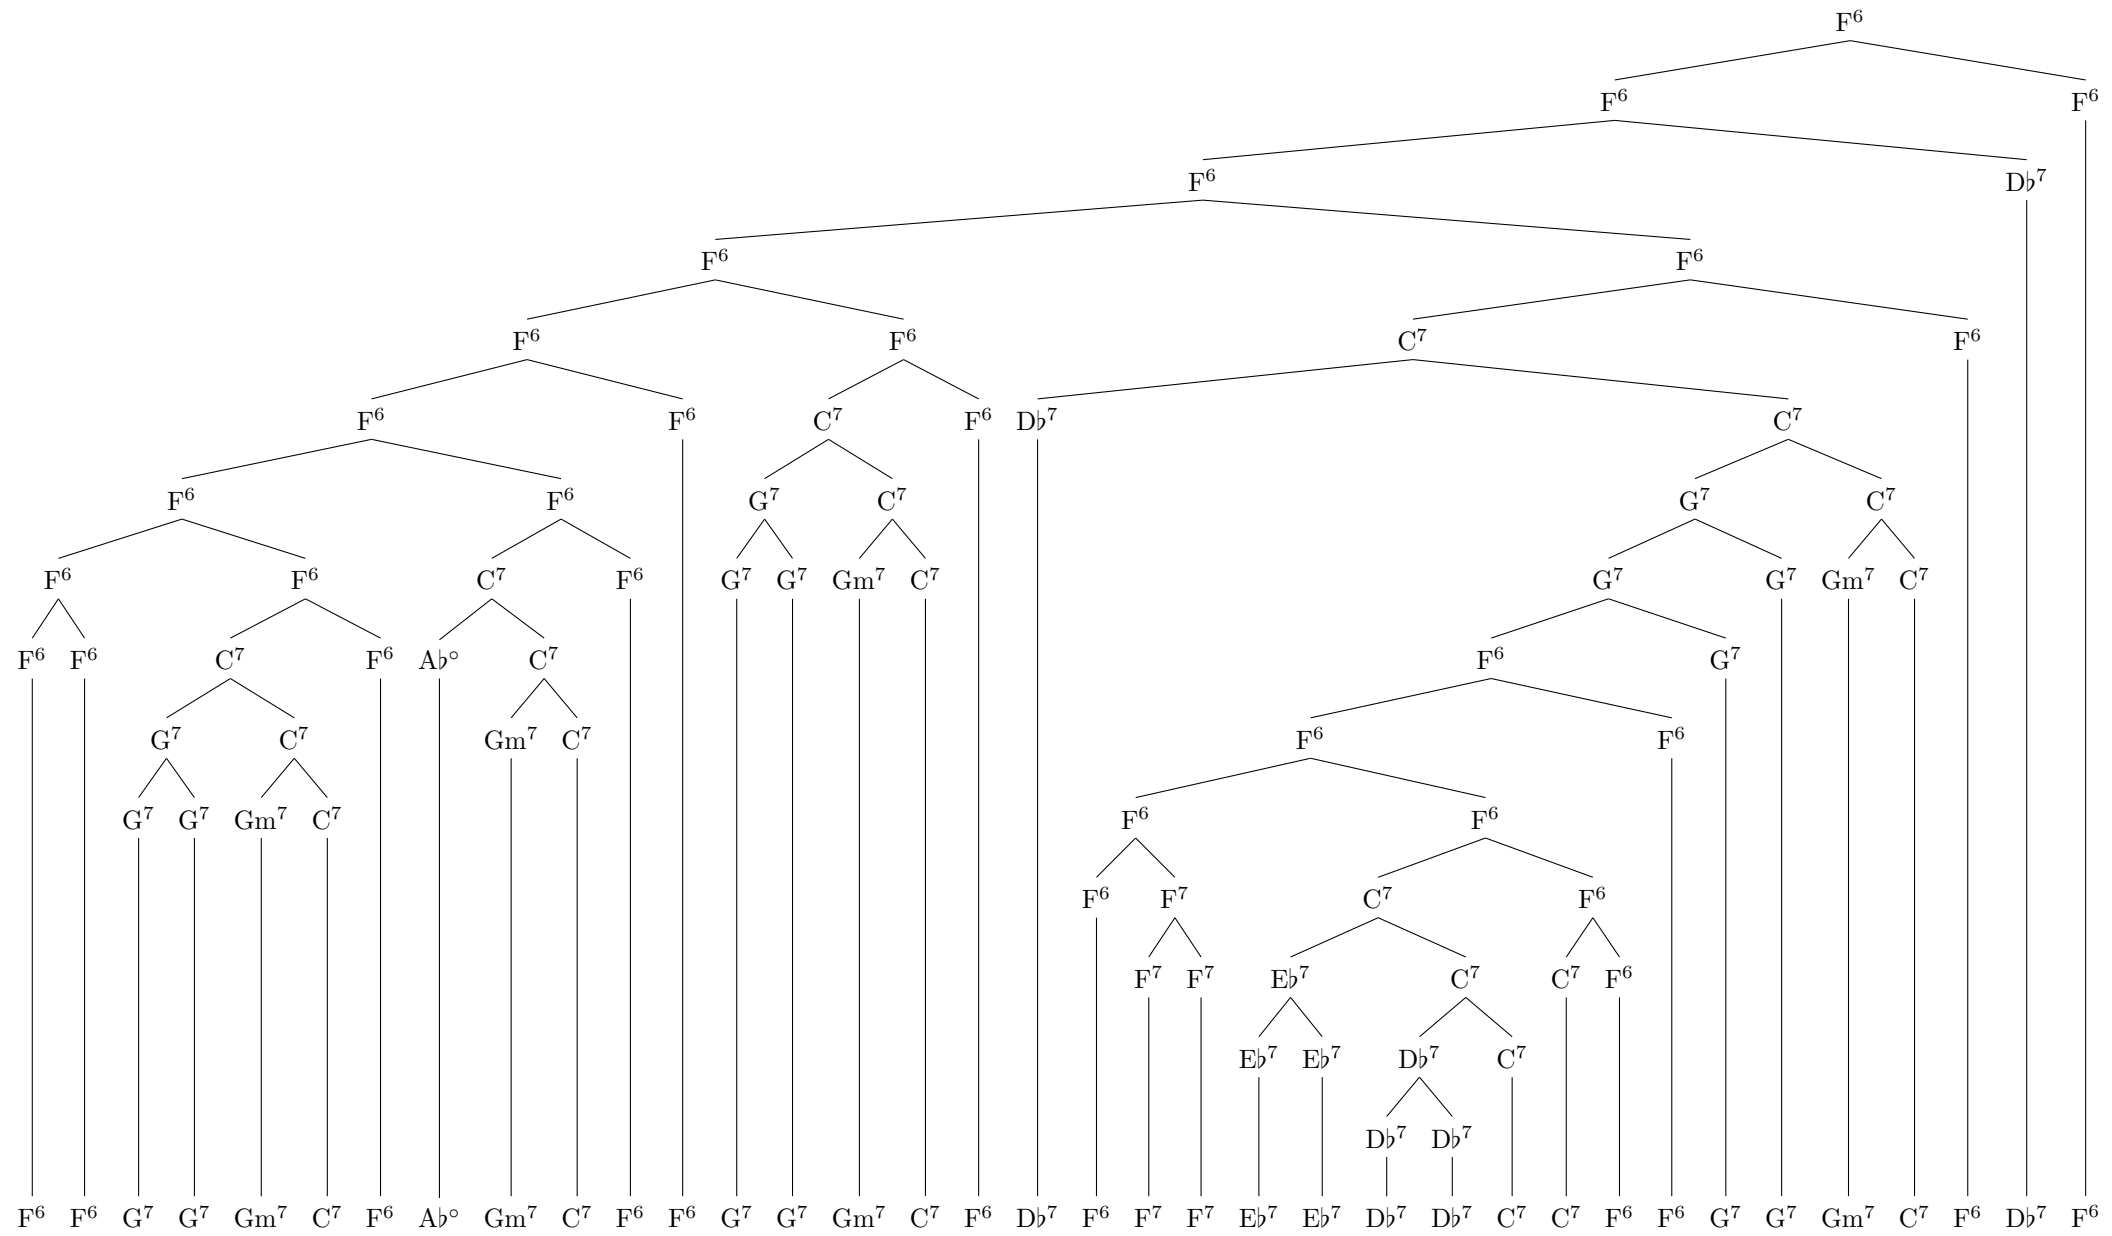 F⁶
F⁶ F⁶
F⁶ D♭⁷
F⁶ F⁶
F⁶ F⁶ C⁷ F⁶
F⁶ F⁶ C⁷ F⁶ D♭⁷ C⁷
F⁶ F⁶ G⁷ C⁷ G⁷ C⁷
F⁶ F⁶ C⁷ F⁶ G⁷ G⁷ Gm⁷ C⁷ G⁷ G⁷ Gm⁷ C⁷
F⁶ F⁶ C⁷ F⁶ A♭° C⁷ F⁶ G⁷
G⁷ C⁷ Gm⁷ C⁷ F⁶ F⁶
G⁷ G⁷ Gm⁷ C⁷ F⁶ F⁶
F⁶ F⁷ C⁷ F⁶
F⁷ F⁷ E♭⁷ C⁷ C⁷ F⁶
E♭⁷ E♭⁷ D♭⁷ C⁷
D♭⁷ D♭⁷
F⁶ F⁶ G⁷ G⁷ Gm⁷ C⁷ F⁶ A♭° Gm⁷ C⁷ F⁶ F⁶ G⁷ G⁷ Gm⁷ C⁷ F⁶ D♭⁷ F⁶ F⁷ F⁷ E♭⁷ E♭⁷ D♭⁷ D♭⁷ C⁷ C⁷ F⁶ F⁶ G⁷ G⁷ Gm⁷ C⁷ F⁶ D♭⁷ F⁶